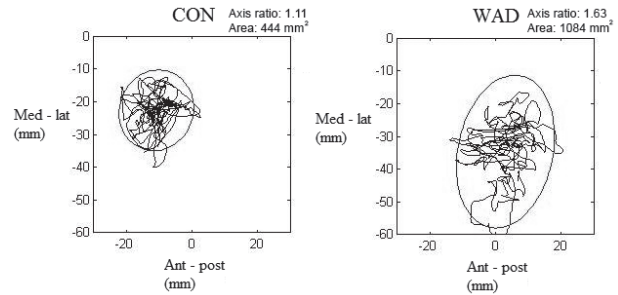 CON
Axis ratio: 1.11
Area: 444 mm²
0
-10
-20
-30
-40
-50
-60
Med - lat
(mm)
-20
0
20
Ant - post
(mm)
WAD
Axis ratio: 1.63
Area: 1084 mm²
0
-10
-20
-30
-40
-50
-60
Med - lat
(mm)
-20
0
20
Ant - post
(mm)